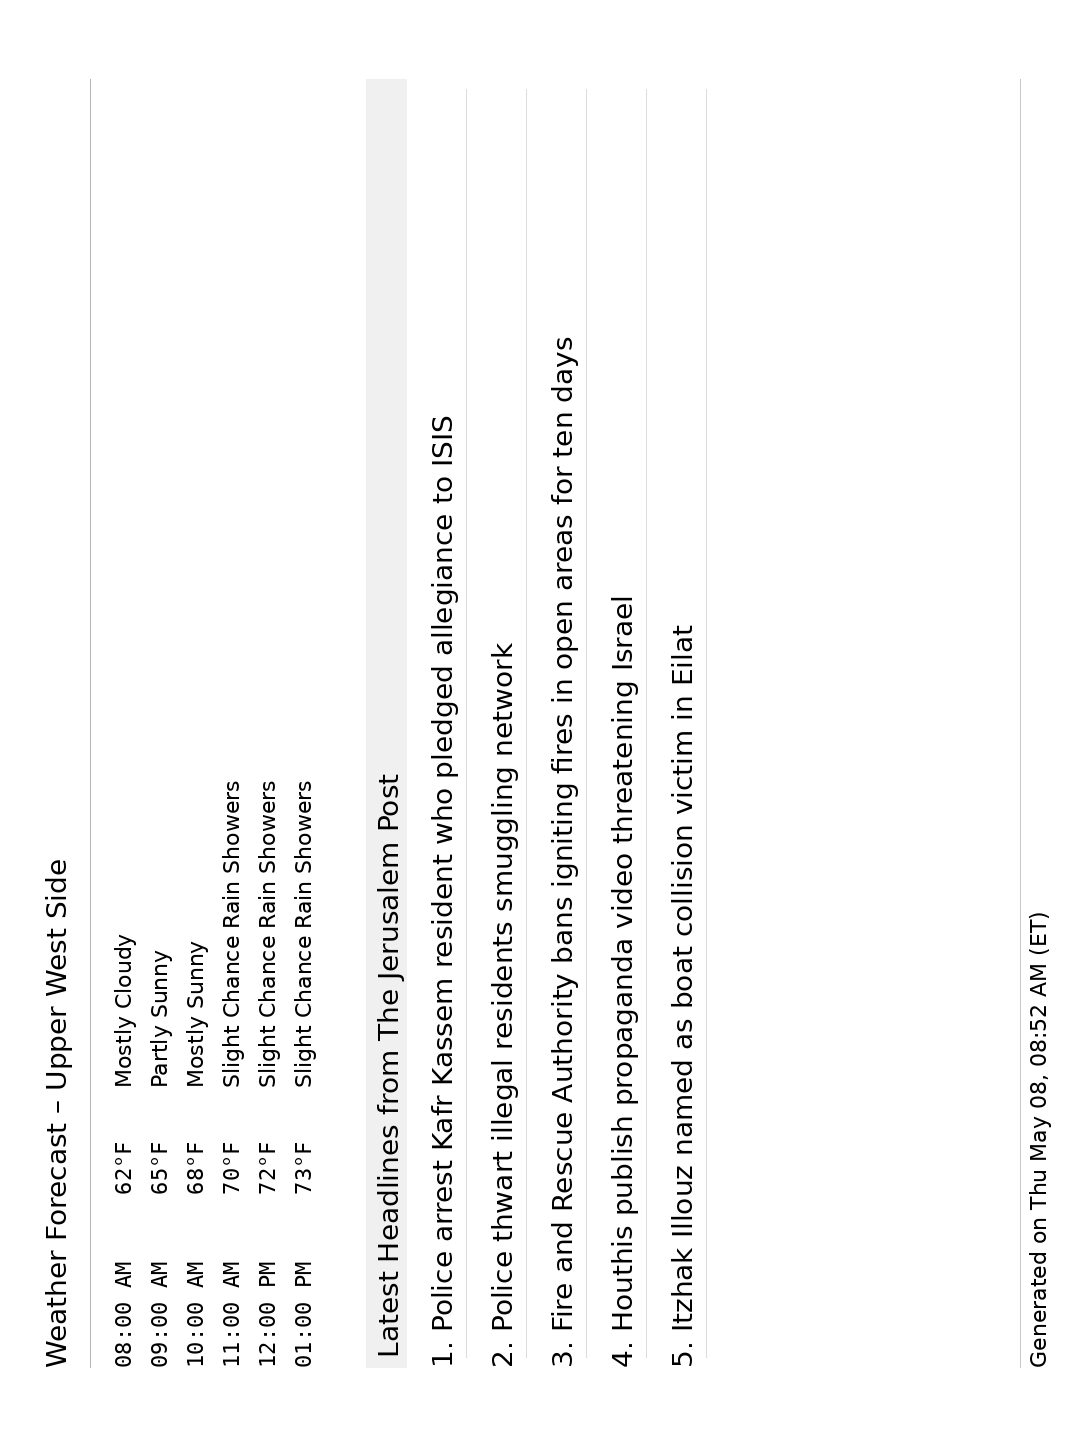 Weather Forecast – Upper West Side
08:00 AM 62°F Mostly Cloudy
09:00 AM 65°F Partly Sunny
10:00 AM 68°F Mostly Sunny
11:00 AM 70°F Slight Chance Rain Showers
12:00 PM 72°F Slight Chance Rain Showers
01:00 PM 73°F Slight Chance Rain Showers
Latest Headlines from The Jerusalem Post
1. Police arrest Kafr Kassem resident who pledged allegiance to ISIS
2. Police thwart illegal residents smuggling network
3. Fire and Rescue Authority bans igniting fires in open areas for ten days
4. Houthis publish propaganda video threatening Israel
5. Itzhak Illouz named as boat collision victim in Eilat
Generated on Thu May 08, 08:52 AM (ET)